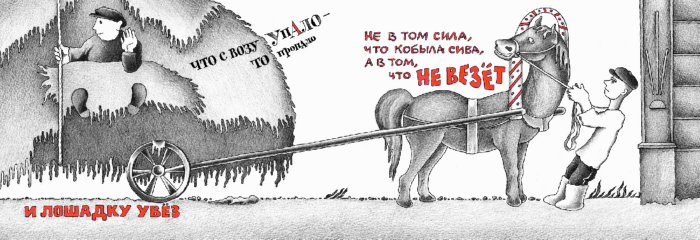 ЧТО С ВОЗУ
УПАЛО –
ТО пропало
НЕ В ТОМ СИЛА,
ЧТО КОБЫЛА СИВА,
А В ТОМ,
ЧТО НЕ ВЕЗЁТ
И ЛОШАДКУ УВЁЗ